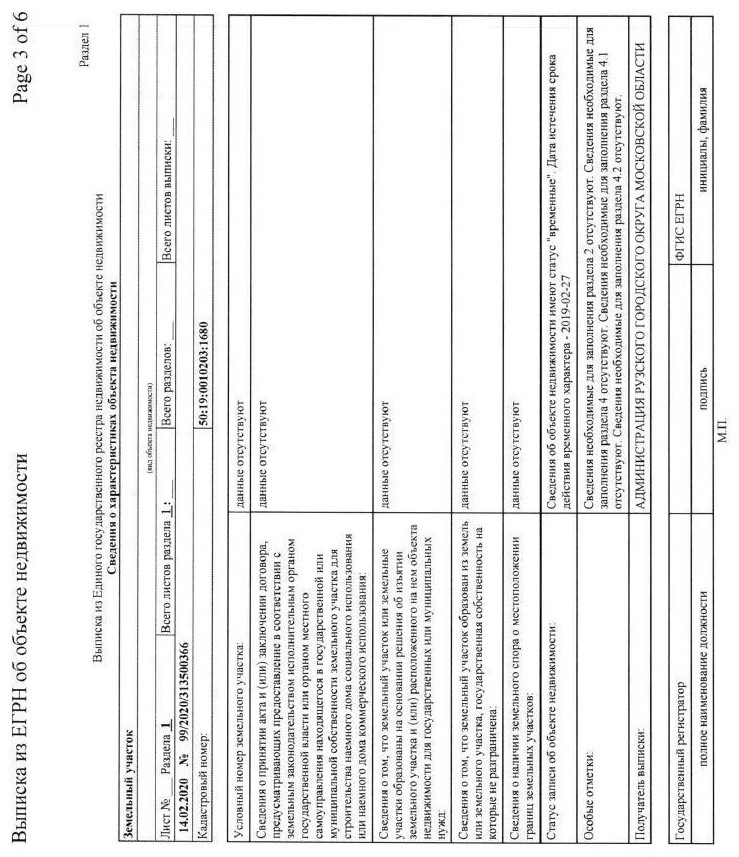 Выписка из ЕГРН об объекте недвижимости Page 3 of 6
Раздел 1
Выписка из Единого государственного реестра недвижимости об объекте недвижимости
Сведения о характеристиках объекта недвижимости
Земельный участок
(вид объекта недвижимости)
Лист № ___ Раздела 1 Всего листов раздела 1: ___ Всего разделов: ___ Всего листов выписки: ___
14.02.2020 № 99/2020/313500366
Кадастровый номер: 50:19:0010203:1680
Условный номер земельного участка: данные отсутствуют
Сведения о принятии акта и (или) заключении договора, данные отсутствуют
предусматривающих предоставление в соответствии с
земельным законодательством исполнительным органом
государственной власти или органом местного
самоуправления находящегося в государственной или
муниципальной собственности земельного участка для
строительства наемного дома социального использования
или наемного дома коммерческого использования:
Сведения о том, что земельный участок или земельные данные отсутствуют
участки образованы на основании решения об изъятии
земельного участка и (или) расположенного на нем объекта
недвижимости для государственных или муниципальных
нужд:
Сведения о том, что земельный участок образован из земель данные отсутствуют
или земельного участка, государственная собственность на
которые не разграничена:
Сведения о наличии земельного спора о местоположении данные отсутствуют
границ земельных участков:
Статус записи об объекте недвижимости: Сведения об объекте недвижимости имеют статус "временные". Дата истечения срока
действия временного характера - 2019-02-27
Особые отметки: Сведения необходимые для заполнения раздела 2 отсутствуют. Сведения необходимые для
заполнения раздела 4 отсутствуют. Сведения необходимые для заполнения раздела 4.1
отсутствуют. Сведения необходимые для заполнения раздела 4.2 отсутствуют.
Получатель выписки: АДМИНИСТРАЦИЯ РУЗСКОГО ГОРОДСКОГО ОКРУГА МОСКОВСКОЙ ОБЛАСТИ
Государственный регистратор ФГИС ЕГРН
полное наименование должности подпись инициалы, фамилия
М.П.